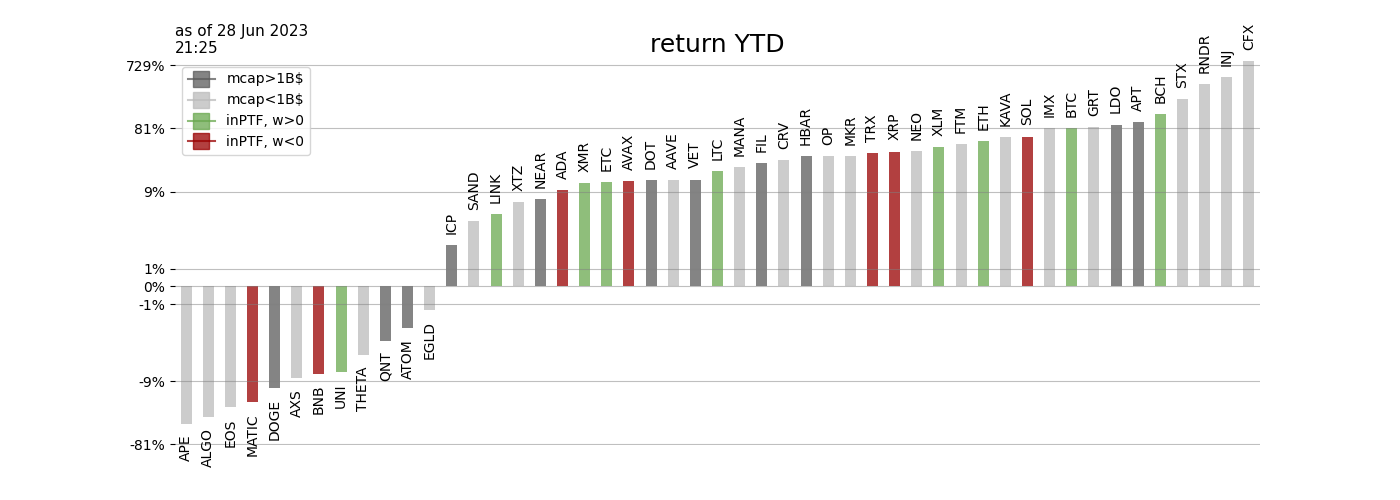 as of 28 Jun 2023
21:25
return YTD
mcap>1B$
mcap<1B$
inPTF, w>0
inPTF, w<0
729%
81%
9%
1%
0%
-1%
-9%
-81%
APE
ALGO
EOS
MATIC
DOGE
AXS
BNB
UNI
THETA
QNT
ATOM
EGLD
ICP
SAND
LINK
XTZ
NEAR
ADA
XMR
ETC
AVAX
DOT
AAVE
VET
LTC
MANA
FIL
CRV
HBAR
OP
MKR
TRX
XRP
NEO
XLM
FTM
ETH
KAVA
SOL
IMX
BTC
GRT
LDO
APT
BCH
STX
RNDR
INJ
CFX